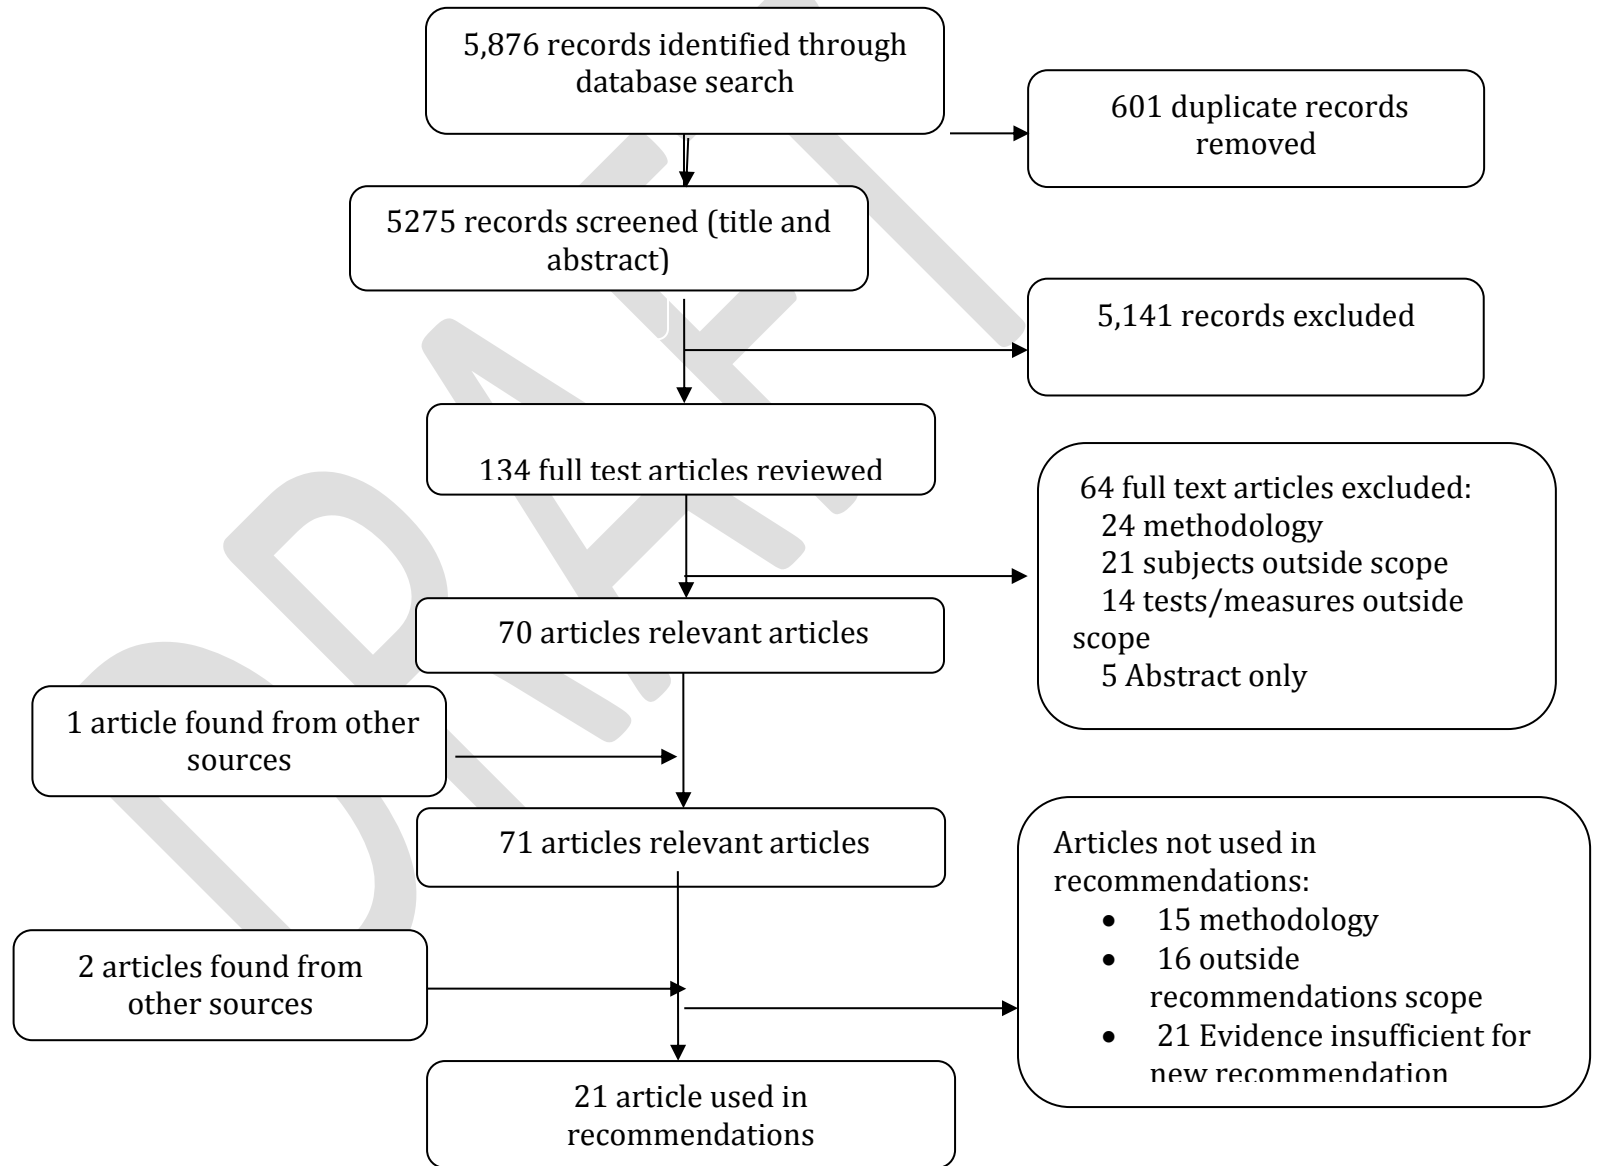 5,876 records identified through
database search
601 duplicate records
removed
5275 records screened (title and
abstract)
5,141 records excluded
134 full test articles reviewed
64 full text articles excluded:
24 methodology
21 subjects outside scope
14 tests/measures outside
scope
5 Abstract only
70 articles relevant articles
1 article found from other
sources
71 articles relevant articles
Articles not used in
recommendations:
• 15 methodology
• 16 outside
recommendations scope
• 21 Evidence insufficient for
new recommendation
2 articles found from
other sources
21 article used in
recommendations
DRAFT